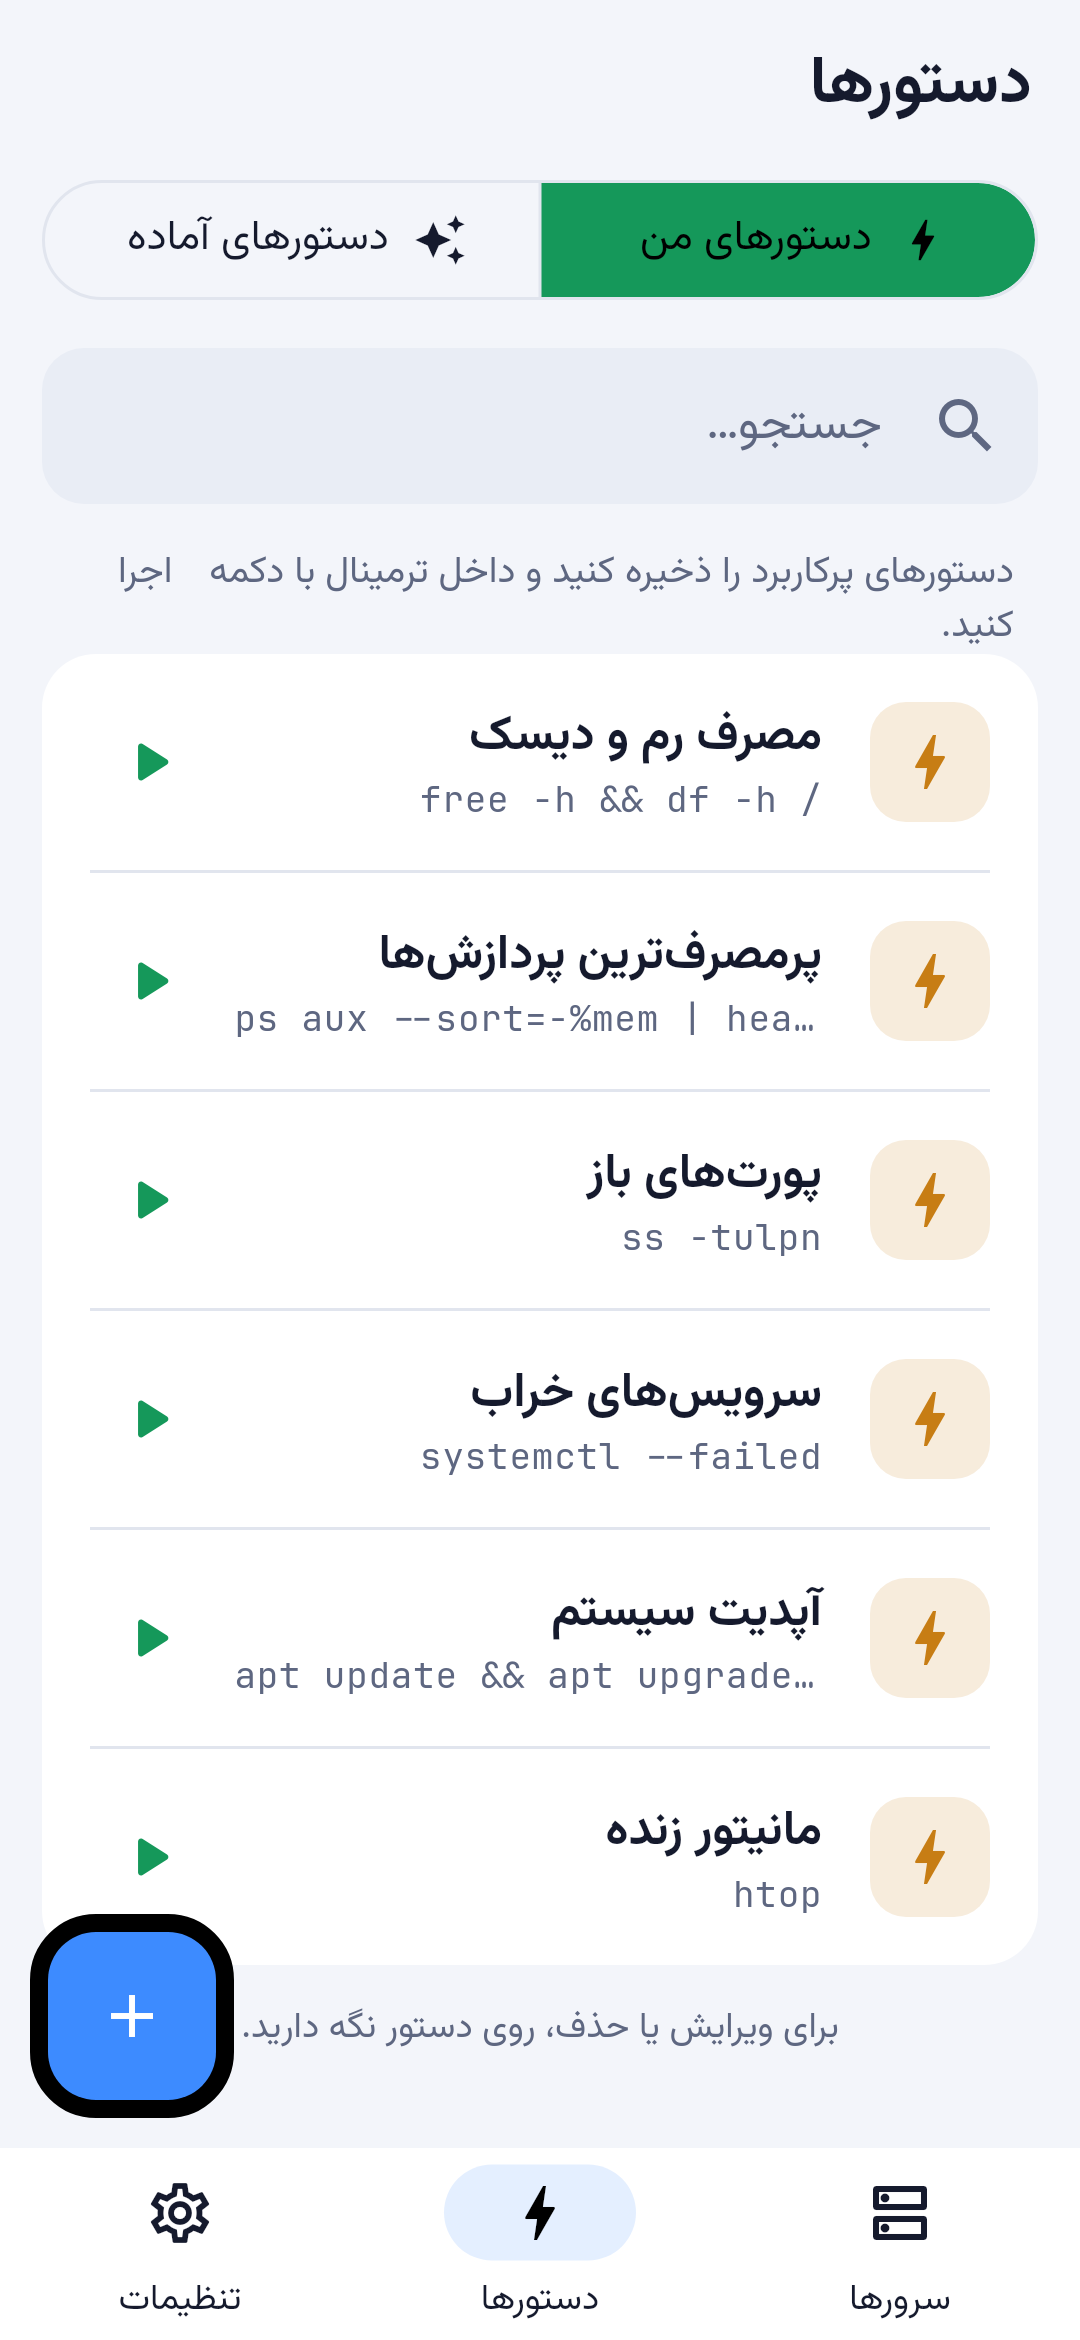 دستورها
دستورهای من
دستورهای آماده
جستجو...
دستورهای پرکاربرد را ذخیره کنید و داخل ترمینال با دکمه اجرا
کنید.
مصرف رم و دیسک
free -h && df -h /
پرمصرف‌ترین پردازش‌ها
ps aux --sort=-%mem | hea…
پورت‌های باز
ss -tulpn
سرویس‌های خراب
systemctl --failed
آپدیت سیستم
apt update && apt upgrade…
مانیتور زنده
htop
برای ویرایش یا حذف، روی دستور نگه دارید.
سرورها
دستورها
تنظیمات